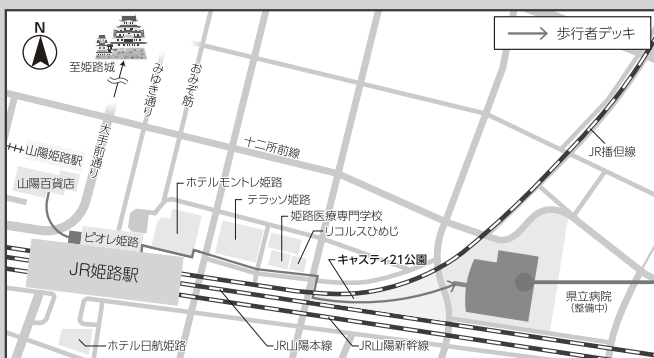 N
歩行者デッキ
至姫路城
みゆき通り
おみぞ筋
大手前通り
十二所前線
JR播但線
山陽姫路駅
山陽百貨店
ホテルモントレ姫路
テラッソ姫路
姫路医療専門学校
リコルスひめじ
ピオレ姫路
キャスティ21公園
JR姫路駅
県立病院
(整備中)
ホテル日航姫路
JR山陽本線
JR山陽新幹線